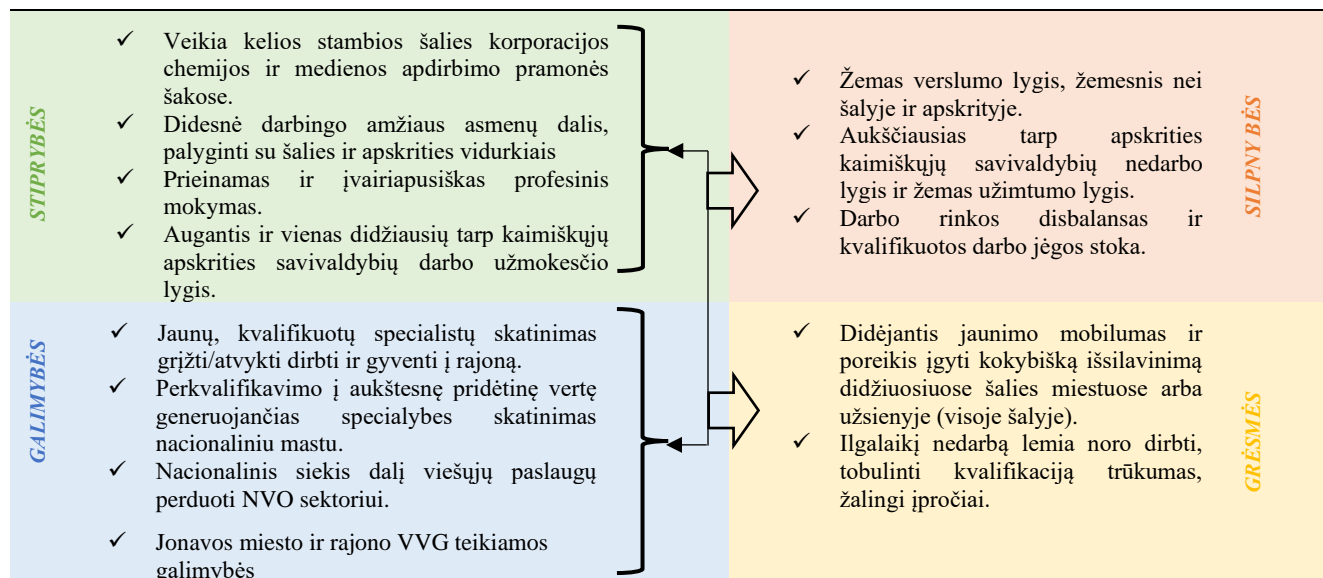 STIPRYBĖS
✓ Veikia kelios stambios šalies korporacijos
chemijos ir medienos apdirbimo pramonės
šakose.
✓ Didesnė darbingo amžiaus asmenų dalis,
palyginti su šalies ir apskrities vidurkiais
✓ Prieinamas ir įvairiapusiškas profesinis
mokymas.
✓ Augantis ir vienas didžiausių tarp kaimiškųjų
apskrities savivaldybių darbo užmokesčio
lygis.
✓ Žemas verslumo lygis, žemesnis nei
šalyje ir apskrityje.
✓ Aukščiausias tarp apskrities
kaimiškųjų savivaldybių nedarbo
lygis ir žemas užimtumo lygis.
✓ Darbo rinkos disbalansas ir
kvalifikuotos darbo jėgos stoka.
SILPNY BĖS
GALIMYBĖS
✓ Jaunų, kvalifikuotų specialistų skatinimas
grįžti/atvykti dirbti ir gyventi į rajoną.
✓ Perkvalifikavimo į aukštesnę pridėtinę vertę
generuojančias specialybes skatinimas
nacionaliniu mastu.
✓ Nacionalinis siekis dalį viešųjų paslaugų
perduoti NVO sektoriui.
✓ Jonavos miesto ir rajono VVG teikiamos
galimybės
✓ Didėjantis jaunimo mobilumas ir
poreikis įgyti kokybišką išsilavinimą
didžiuosiuose šalies miestuose arba
užsienyje (visoje šalyje).
✓ Ilgalaikį nedarbą lemia noro dirbti,
tobulinti kvalifikaciją trūkumas,
žalingi įpročiai.
GRĖSMĖS